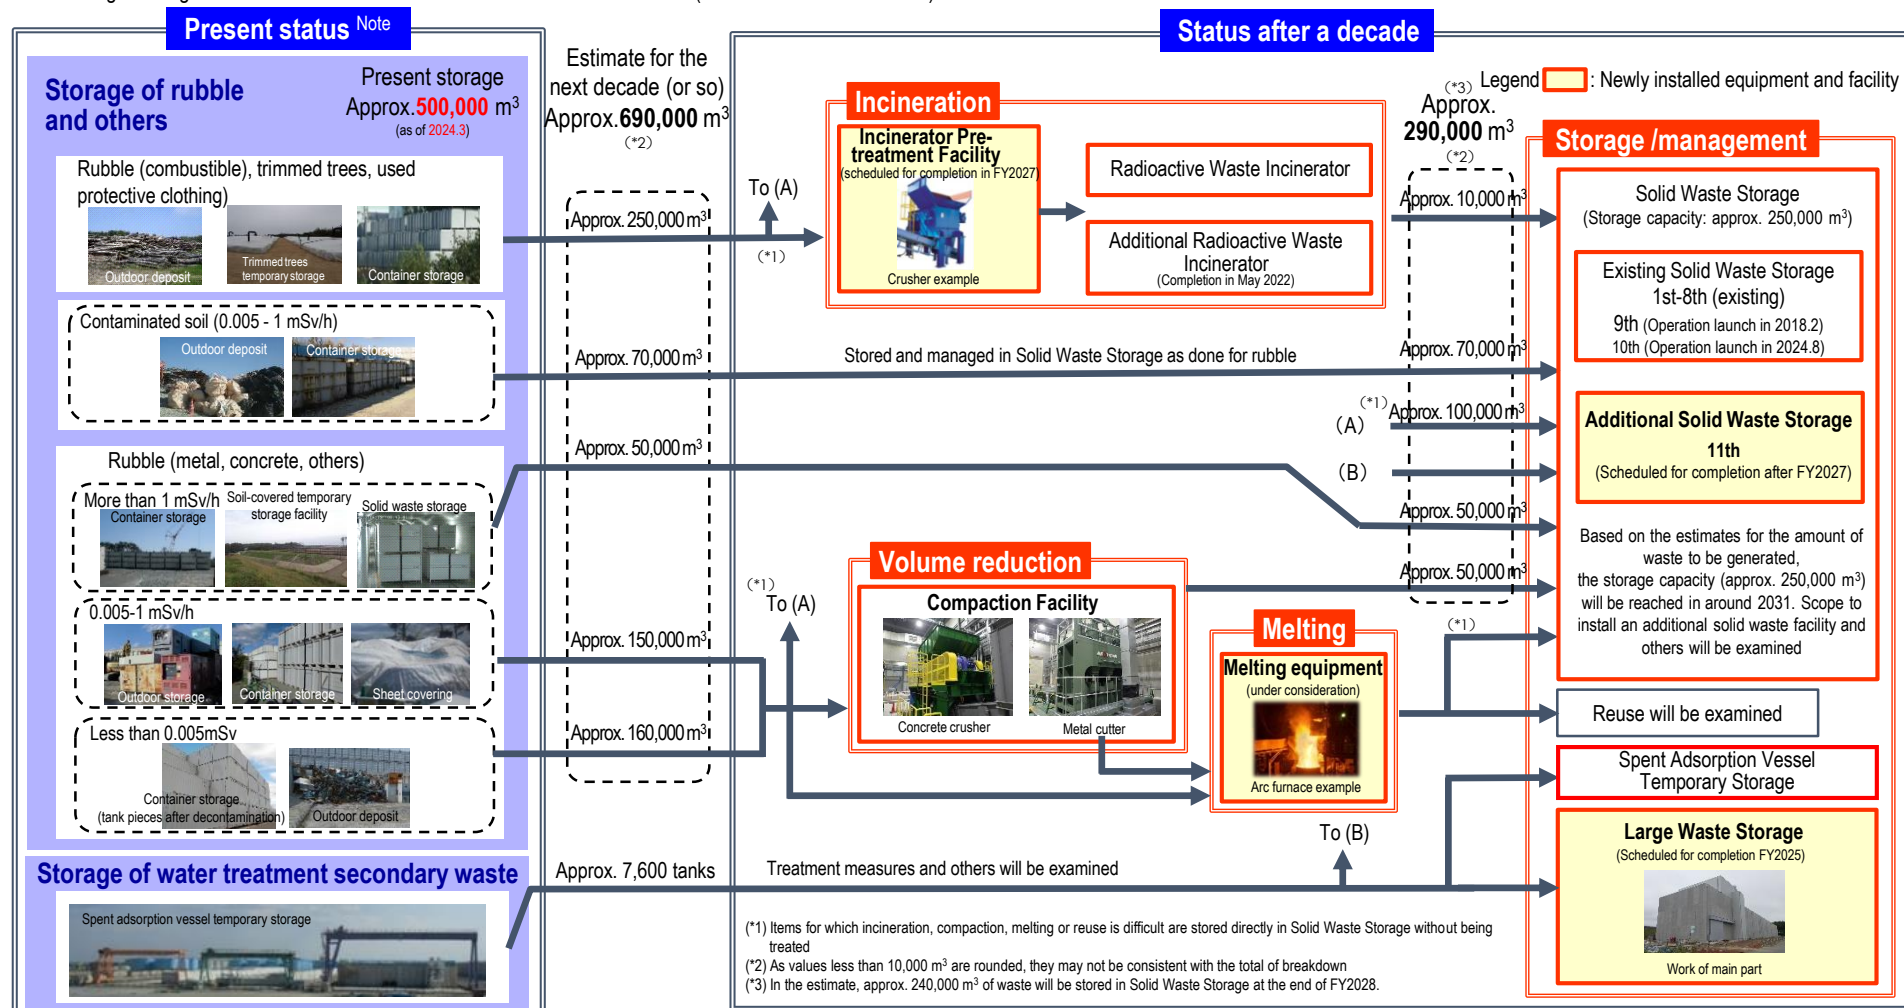 Present status Note
Status after a decade
Storage of rubble
and others
Present storage
Approx.500,000 m³
(as of 2024.3)
Estimate for the
next decade (or so)
Approx.690,000 m³
(*2)
Rubble (combustible), trimmed trees, used
protective clothing)
Outdoor deposit
Trimmed trees
temporary storage
Container storage
Approx. 250,000 m³
To (A)
(*1)
Contaminated soil (0.005 - 1 mSv/h)
Outdoor deposit
Container storage
Approx. 70,000 m³
Stored and managed in Solid Waste Storage as done for rubble
Rubble (metal, concrete, others)
More than 1 mSv/h
Container storage
Soil-covered temporary
storage facility
Solid waste storage
Approx. 50,000 m³
0.005-1 mSv/h
Outdoor storage
Container storage
Sheet covering
Approx. 150,000 m³
Less than 0.005mSv
Container storage
(tank pieces after decontamination)
Outdoor deposit
Approx. 160,000 m³
Storage of water treatment secondary waste
Spent adsorption vessel temporary storage
Approx. 7,600 tanks
Treatment measures and others will be examined
Incineration
Incinerator Pre-
treatment Facility
(scheduled for completion in FY2027)
Crusher example
Radioactive Waste Incinerator
Additional Radioactive Waste
Incinerator
(Completion in May 2022)
(*1)
To (A)
Volume reduction
Compaction Facility
Concrete crusher
Metal cutter
Melting
Melting equipment
(under consideration)
Arc furnace example
To (B)
(*3)
Approx.
290,000 m³
(*2)
Approx. 10,000 m³
Approx. 70,000 m³
(*1)
(A)
Approx. 100,000 m³
(B)
Approx. 50,000 m³
Approx. 50,000 m³
(*1)
Legend
: Newly installed equipment and facility
Storage /management
Solid Waste Storage
(Storage capacity: approx. 250,000 m³)
Existing Solid Waste Storage
1st-8th (existing)
9th (Operation launch in 2018.2)
10th (Operation launch in 2024.8)
Additional Solid Waste Storage
11th
(Scheduled for completion after FY2027)
Based on the estimates for the amount of
waste to be generated,
the storage capacity (approx. 250,000 m³)
will be reached in around 2031. Scope to
install an additional solid waste facility and
others will be examined
Reuse will be examined
Spent Adsorption Vessel
Temporary Storage
Large Waste Storage
(Scheduled for completion FY2025)
Work of main part
(*1) Items for which incineration, compaction, melting or reuse is difficult are stored directly in Solid Waste Storage without being
treated
(*2) As values less than 10,000 m³ are rounded, they may not be consistent with the total of breakdown
(*3) In the estimate, approx. 240,000 m³ of waste will be stored in Solid Waste Storage at the end of FY2028.